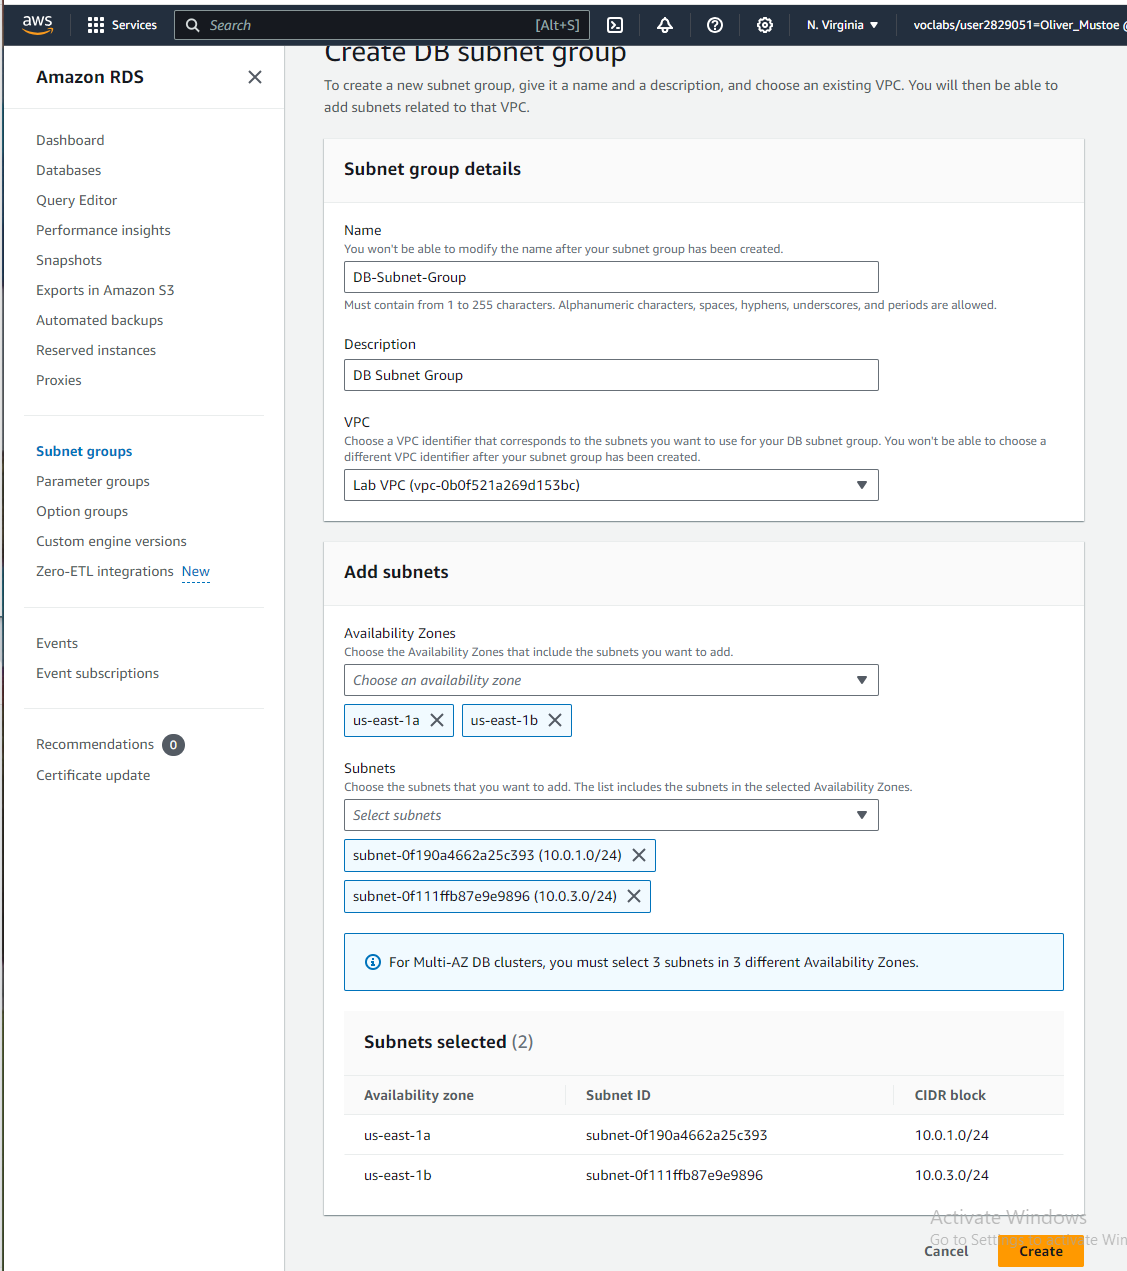 aws
Services
Search
[Alt+S]
N. Virginia
voclabs/user2829051=Oliver_Mustoe @
Amazon RDS
Dashboard
Databases
Query Editor
Performance insights
Snapshots
Exports in Amazon S3
Automated backups
Reserved instances
Proxies
Subnet groups
Parameter groups
Option groups
Custom engine versions
Zero-ETL integrations New
Events
Event subscriptions
Recommendations 0
Certificate update
Create DB subnet group
To create a new subnet group, give it a name and a description, and choose an existing VPC. You will then be able to
add subnets related to that VPC.
Subnet group details
Name
You won't be able to modify the name after your subnet group has been created.
DB-Subnet-Group
Must contain from 1 to 255 characters. Alphanumeric characters, spaces, hyphens, underscores, and periods are allowed.
Description
DB Subnet Group
VPC
Choose a VPC identifier that corresponds to the subnets you want to use for your DB subnet group. You won't be able to choose a
different VPC identifier after your subnet group has been created.
Lab VPC (vpc-0b0f521a269d153bc)
Add subnets
Availability Zones
Choose the Availability Zones that include the subnets you want to add.
Choose an availability zone
us-east-1a
us-east-1b
Subnets
Choose the subnets that you want to add. The list includes the subnets in the selected Availability Zones.
Select subnets
subnet-0f190a4662a25c393 (10.0.1.0/24)
subnet-0f111ffb87e9e9896 (10.0.3.0/24)
For Multi-AZ DB clusters, you must select 3 subnets in 3 different Availability Zones.
Subnets selected (2)
Availability zone Subnet ID CIDR block
us-east-1a subnet-0f190a4662a25c393 10.0.1.0/24
us-east-1b subnet-0f111ffb87e9e9896 10.0.3.0/24
Activate Windows
Go to Sett
Cancel
Create